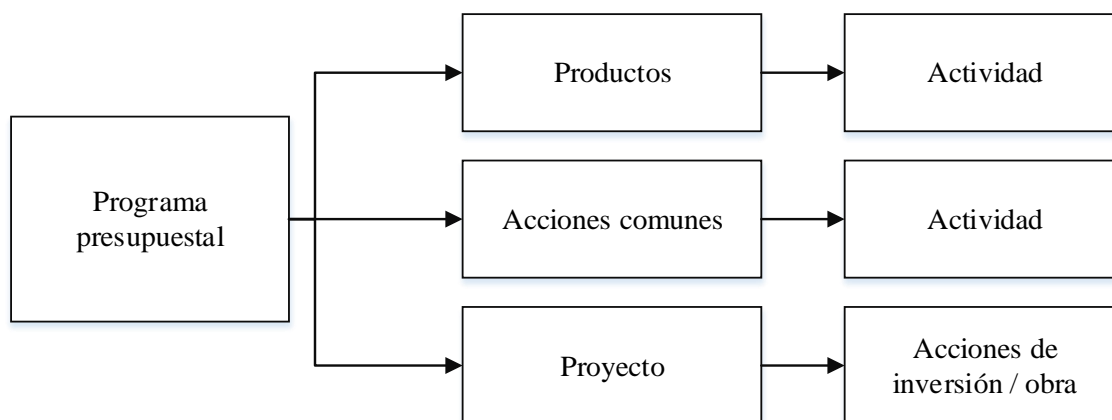 Programa
presupuestal
Productos
Actividad
Acciones comunes
Actividad
Proyecto
Acciones de
inversión / obra